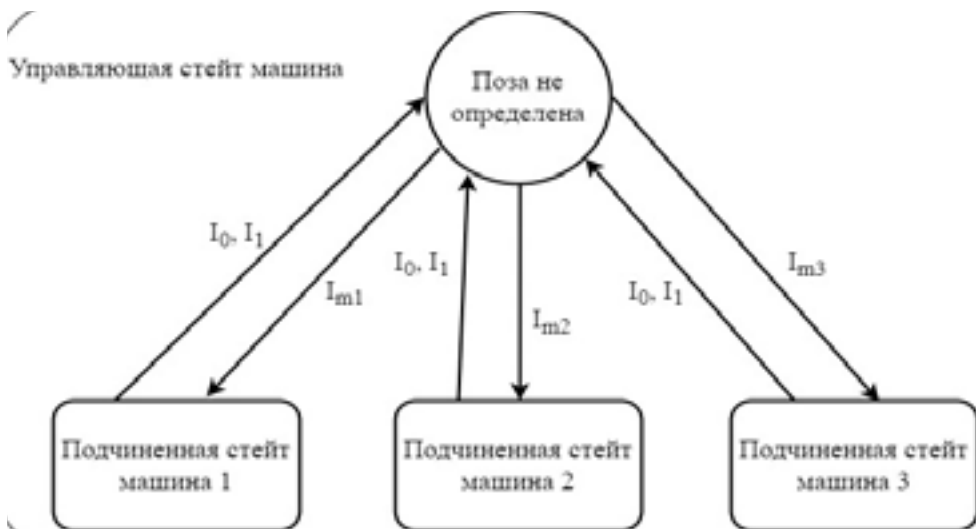 Управляющая стейт машина
Поза не
определена
I₀, I₁
I₀, I₁
I₀, I₁
Iₘ₁
Iₘ₂
Iₘ₃
Подчиненная стейт
машина 1
Подчиненная стейт
машина 2
Подчиненная стейт
машина 3